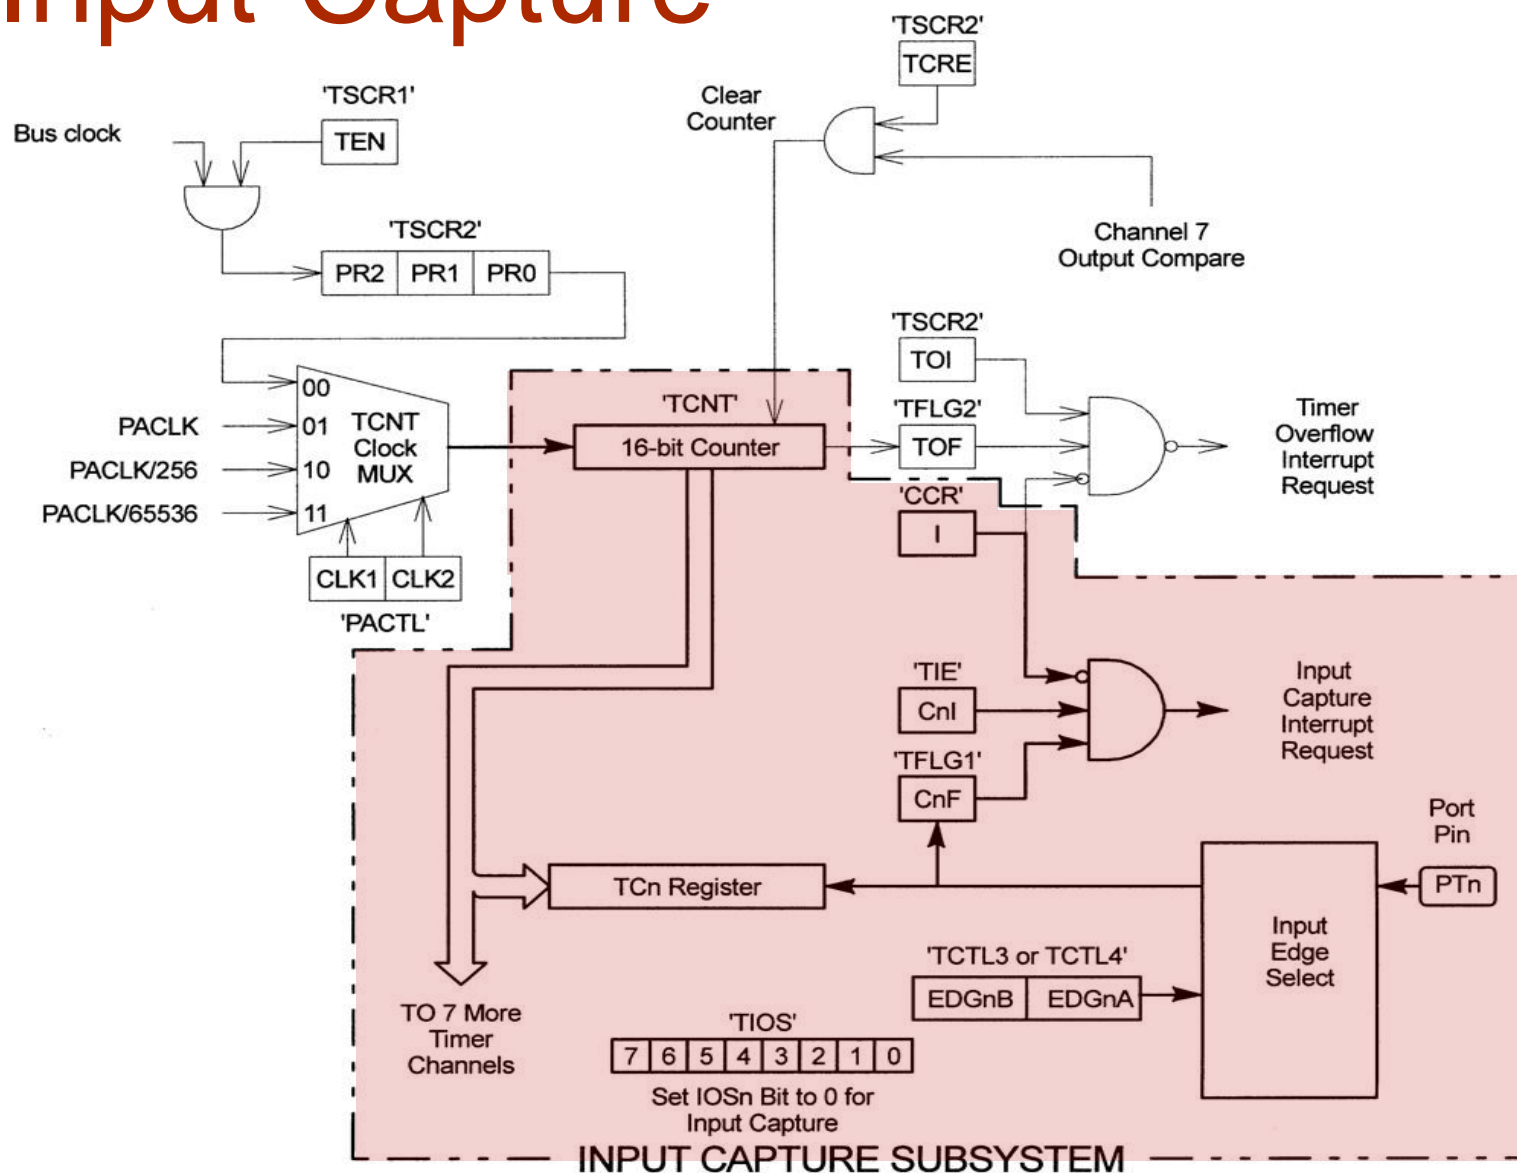 Input Capture
'TSCR2'
TCRE
'TSCR1'
TEN
Bus clock
Clear
Counter
'TSCR2'
PR2 PR1 PR0
Channel 7
Output Compare
'TSCR2'
TOI
00
PACLK
01
PACLK/256
10
PACLK/65536
11
TCNT
Clock
MUX
CLK1 CLK2
'PACTL'
'TCNT'
16-bit Counter
'TFLG2'
TOF
Timer
Overflow
Interrupt
Request
'CCR'
I
'TIE'
CnI
'TFLG1'
CnF
Input
Capture
Interrupt
Request
Port
Pin
PTn
TCn Register
Input
Edge
Select
'TCTL3 or TCTL4'
EDGnB EDGnA
TO 7 More
Timer
Channels
'TIOS'
7 6 5 4 3 2 1 0
Set IOSn Bit to 0 for
Input Capture
INPUT CAPTURE SUBSYSTEM